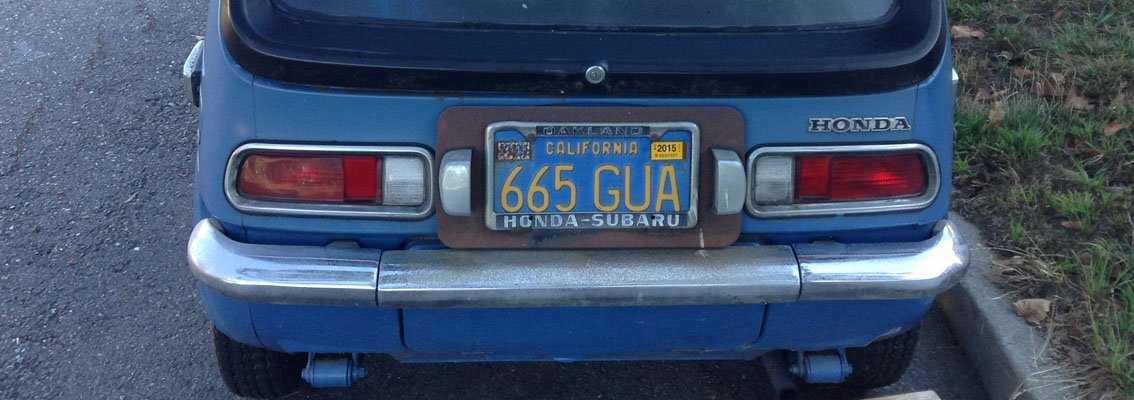 OAKLAND
CALIFORNIA
2015
665 GUA
HONDA-SUBARU
HONDA